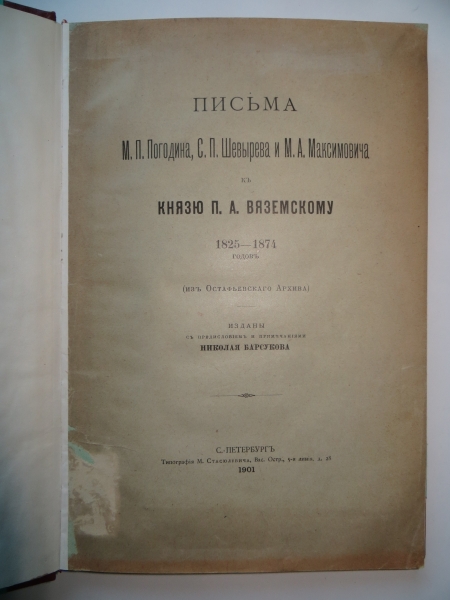 ПИСЬМА
М. П. Погодина, С. П. Шевырева и М. А. Максимовича
КЪ
КНЯЗЮ П. А. ВЯЗЕМСКОМУ
1825—1874
ГОДОВЪ
(изъ Остафьевскаго Архива)
ИЗДАНЫ
СЪ ПРЕДИСЛОВІЕМЪ И ПРИМѢЧАНІЯМИ
НИКОЛАЯ БАРСУКОВА
С.-ПЕТЕРБУРГЪ
Типографія М. Стасюлевича, Вас. Остр., 5-я линія, д. 28
1901